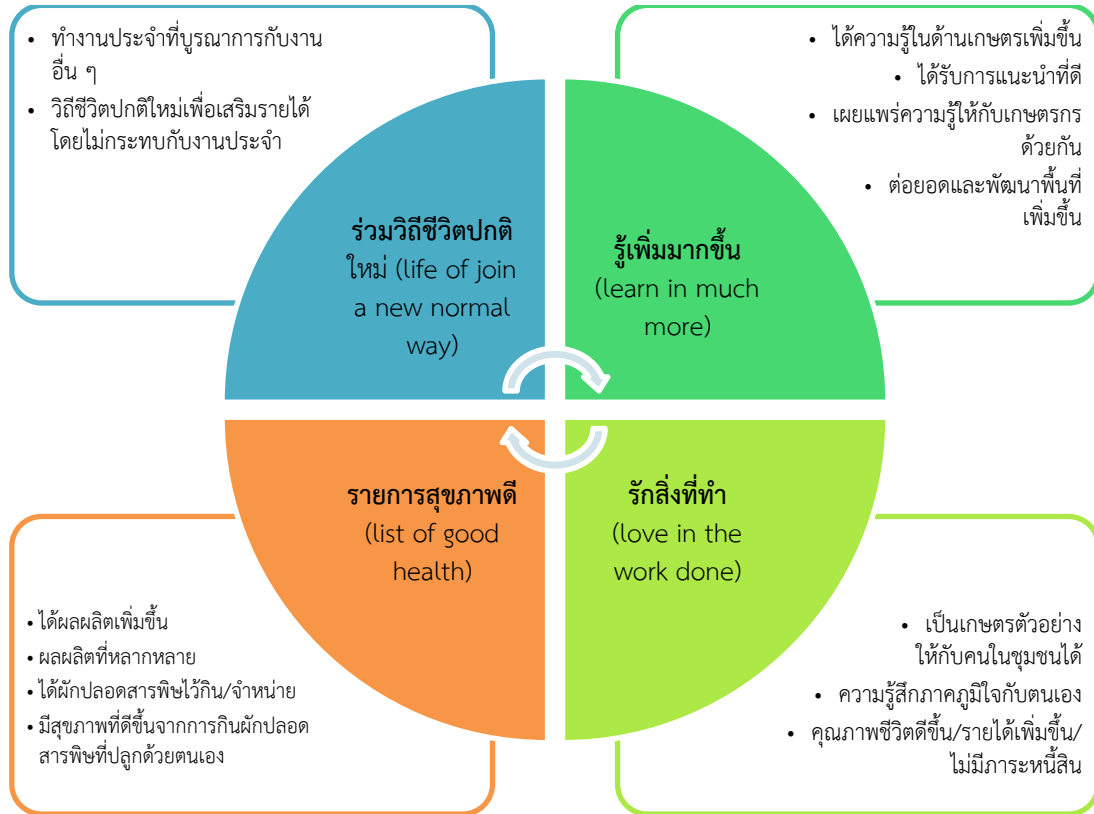 • ทำงานประจำที่บูรณาการกับงาน
อื่น ๆ
• วิถีชีวิตปกติใหม่เพื่อเสริมรายได้
โดยไม่กระทบกับงานประจำ
• ได้ความรู้ในด้านเกษตรเพิ่มขึ้น
• ได้รับการแนะนำที่ดี
• เผยแพร่ความรู้ให้กับเกษตรกร
ด้วยกัน
• ต่อยอดและพัฒนาพื้นที่
เพิ่มขึ้น
ร่วมวิถีชีวิตปกติ
ใหม่ (life of join
a new normal
way)
รู้เพิ่มมากขึ้น
(learn in much
more)
รายการสุขภาพดี
(list of good
health)
รักสิ่งที่ทำ
(love in the
work done)
• ได้ผลผลิตเพิ่มขึ้น
• ผลผลิตที่หลากหลาย
• ได้ผักปลอดสารพิษไว้กิน/จำหน่าย
• มีสุขภาพที่ดีขึ้นจากการกินผักปลอด
สารพิษที่ปลูกด้วยตนเอง
• เป็นเกษตรตัวอย่าง
ให้กับคนในชุมชนได้
• ความรู้สึกภาคภูมิใจกับตนเอง
• คุณภาพชีวิตดีขึ้น/รายได้เพิ่มขึ้น/
ไม่มีภาระหนี้สิน